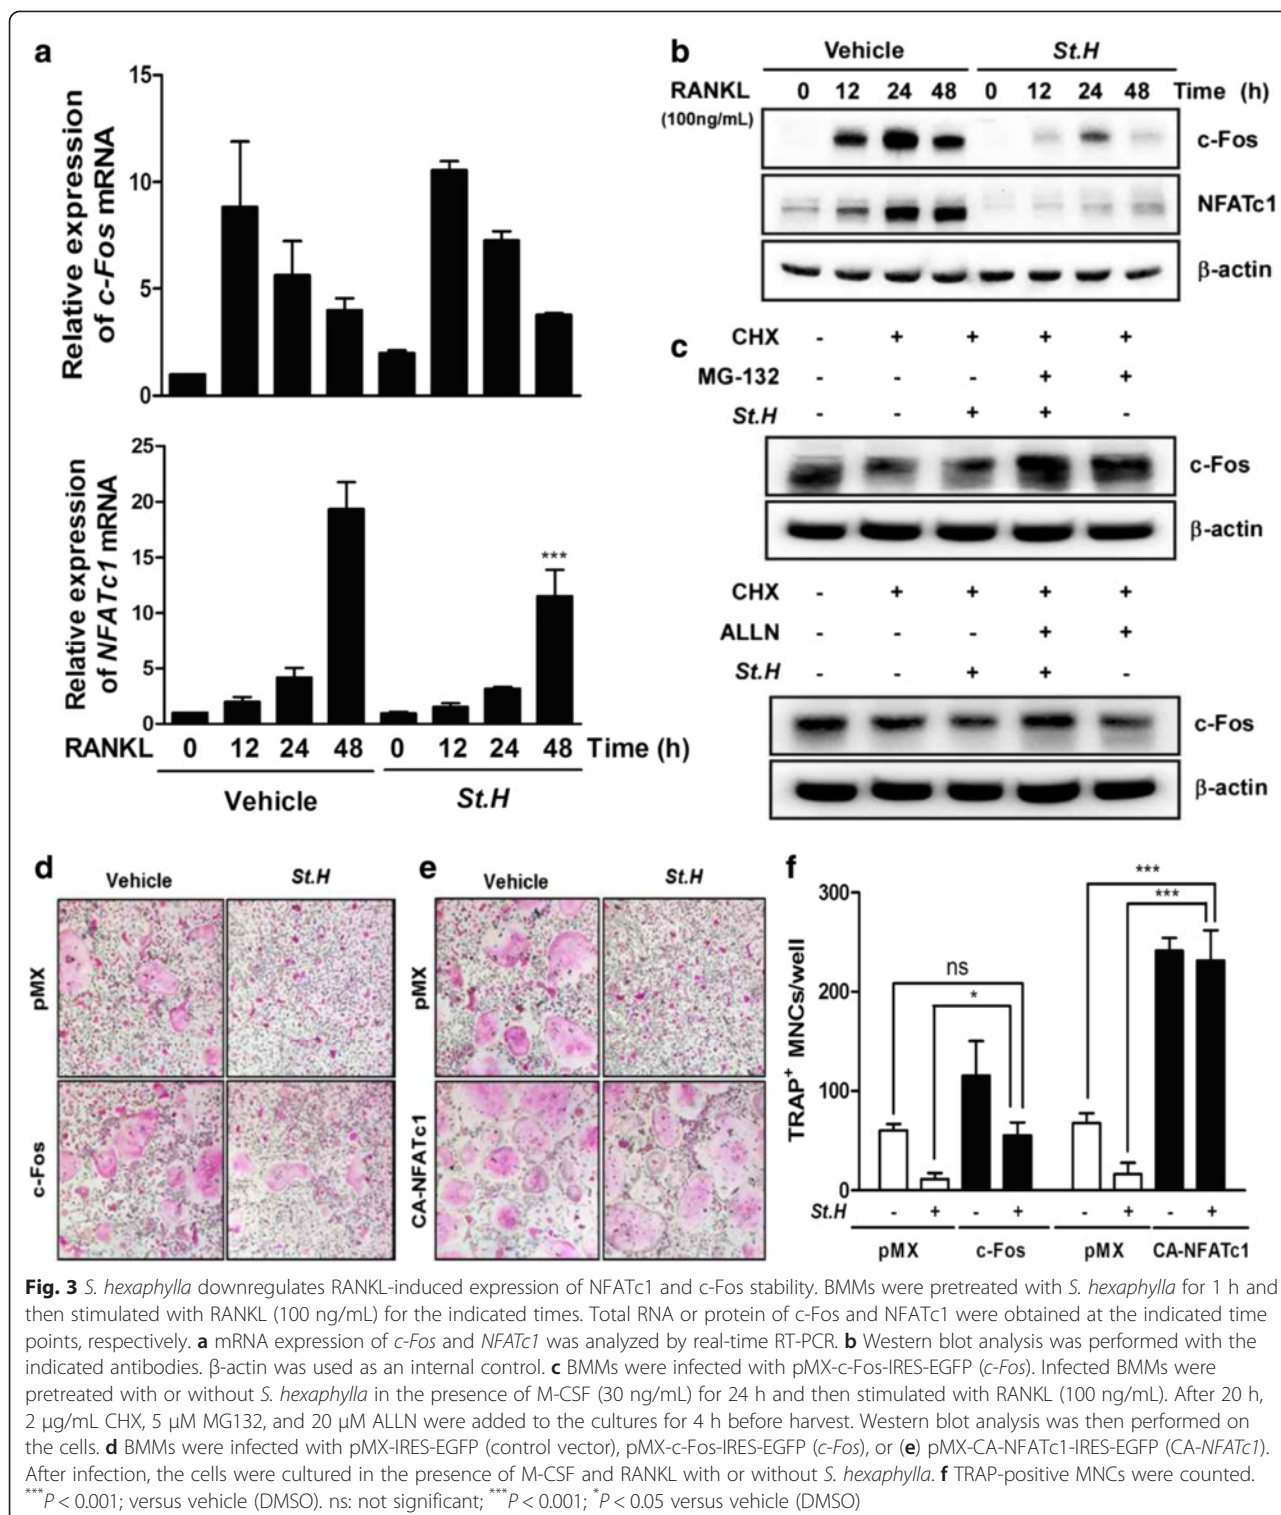 a
Relative expression
of c-Fos mRNA
15
10
5
0
Relative expression
of NFATc1 mRNA
25
20
15
10
5
0
***
RANKL 0 12 24 48 0 12 24 48 Time (h)
Vehicle St.H
b
Vehicle St.H
RANKL 0 12 24 48 0 12 24 48 Time (h)
(100ng/mL)
c-Fos
NFATc1
β-actin
c
CHX - + + + +
MG-132 - - - + +
St.H - - + + -
c-Fos
β-actin
CHX - + + + +
ALLN - - - + +
St.H - - + + -
c-Fos
β-actin
d
Vehicle St.H
pMX
c-Fos
e
Vehicle St.H
pMX
CA-NFATc1
f
TRAP+ MNCs/well
300
200
100
0
ns
*
***
***
St.H - + - + - + - +
pMX c-Fos pMX CA-NFATc1
Fig. 3 S. hexaphylla downregulates RANKL-induced expression of NFATc1 and c-Fos stability. BMMs were pretreated with S. hexaphylla for 1 h and
then stimulated with RANKL (100 ng/mL) for the indicated times. Total RNA or protein of c-Fos and NFATc1 were obtained at the indicated time
points, respectively. a mRNA expression of c-Fos and NFATc1 was analyzed by real-time RT-PCR. b Western blot analysis was performed with the
indicated antibodies. β-actin was used as an internal control. c BMMs were infected with pMX-c-Fos-IRES-EGFP (c-Fos). Infected BMMs were
pretreated with or without S. hexaphylla in the presence of M-CSF (30 ng/mL) for 24 h and then stimulated with RANKL (100 ng/mL). After 20 h,
2 μg/mL CHX, 5 μM MG132, and 20 μM ALLN were added to the cultures for 4 h before harvest. Western blot analysis was then performed on
the cells. d BMMs were infected with pMX-IRES-EGFP (control vector), pMX-c-Fos-IRES-EGFP (c-Fos), or (e) pMX-CA-NFATc1-IRES-EGFP (CA-NFATc1).
After infection, the cells were cultured in the presence of M-CSF and RANKL with or without S. hexaphylla. f TRAP-positive MNCs were counted.
***P < 0.001; versus vehicle (DMSO). ns: not significant; ***P < 0.001; *P < 0.05 versus vehicle (DMSO)